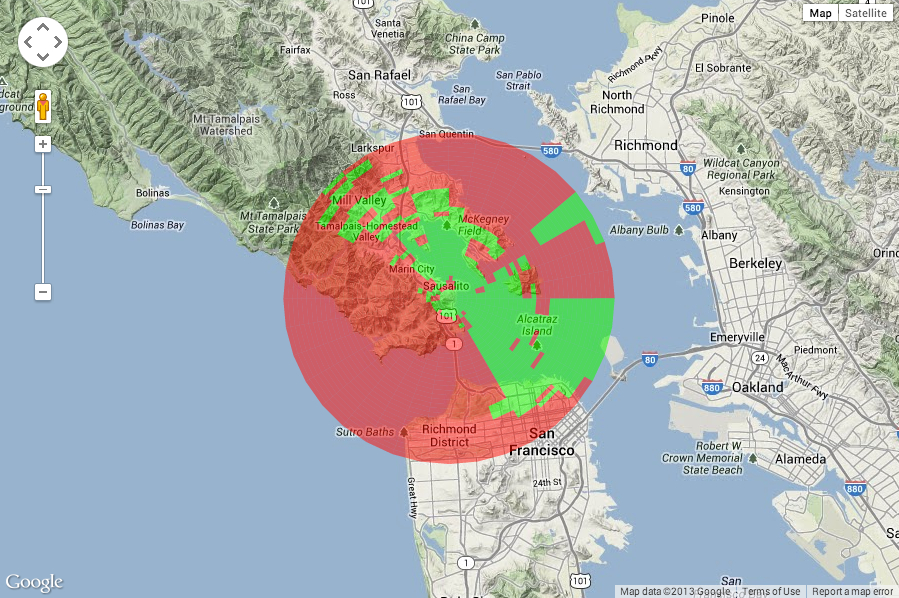 101
Santa
Venetia
China Camp
State Park
Pinole
Map
Satellite
Fairfax
San Rafael
San Pablo
Strait
Richmond Pkwy
El Sobrante
Ross
101
San
Rafael Bay
North
Richmond
Mt Tamalpais
Watershed
San Quentin
Larkspur
580
Richmond
80
Wildcat Canyon
Regional Park
Kensington
Bolinas
Bolinas Bay
Mt Tamalpais
State Park
Mill Valley
580
McKegney
Field
Tamalpais-Homestead
Valley
Albany Bulb
Albany
Berkeley
Marin City
Sausalito
101
Alcatraz
Island
1
Emeryville
80
24
Piedmont
MacArthur Fwy
880
Oakland
Sutro Baths
Richmond
District
San
Francisco
Robert W
Crown Memorial
State Beach
Alameda
Great Hwy
24th St
880
1
101
San
Google
Map data ©2013 Google
Terms of Use
Report a map error